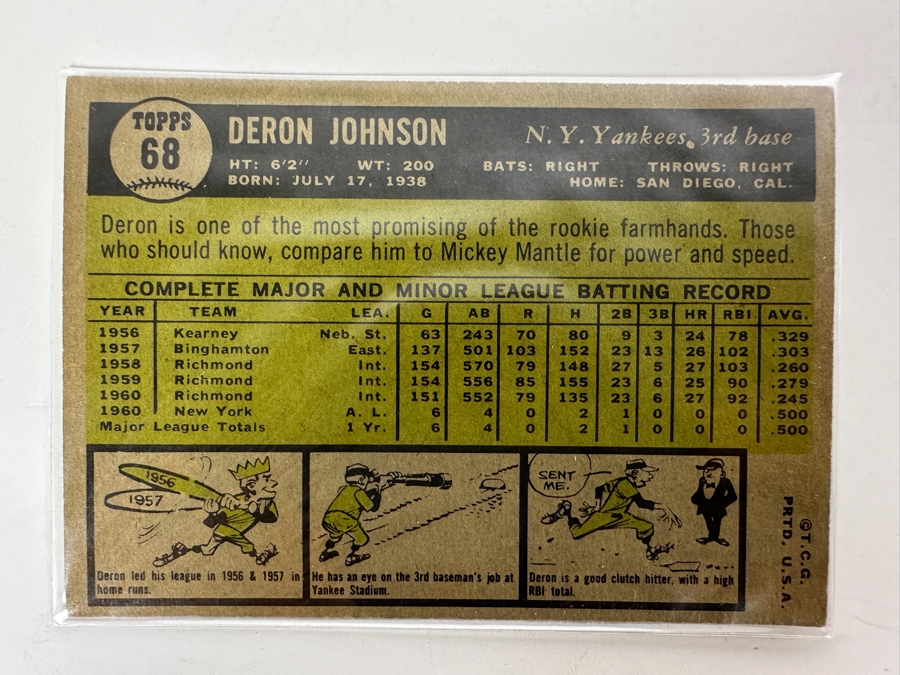 TOPPS
68
DERON JOHNSON
N. Y. Yankees, 3rd base
HT: 6'2" WT: 200 BATS: RIGHT THROWS: RIGHT
BORN: JULY 17, 1938 HOME: SAN DIEGO, CAL.
Deron is one of the most promising of the rookie farmhands. Those
who should know, compare him to Mickey Mantle for power and speed.
COMPLETE MAJOR AND MINOR LEAGUE BATTING RECORD
YEAR TEAM LEA. G AB R H 2B 3B HR RBI AVG.
1956 Kearney Neb. St. 63 243 70 80 9 3 24 78 .329
1957 Binghamton East. 137 501 103 152 23 13 26 102 .303
1958 Richmond Int. 154 570 79 148 27 5 27 103 .260
1959 Richmond Int. 154 556 85 155 23 6 25 90 .279
1960 Richmond Int. 151 552 79 135 23 6 27 92 .245
1960 New York A. L. 6 4 0 2 1 0 0 0 .500
Major League Totals 1 Yr. 6 4 0 2 1 0 0 0 .500
1956
1957
Deron led his league in 1956 & 1957 in
home runs.
He has an eye on the 3rd baseman's job at
Yankee Stadium.
SENT
ME.
Deron is a good clutch hitter, with a high
RBI total.
©T.C.G.
PRTD. U.S.A.